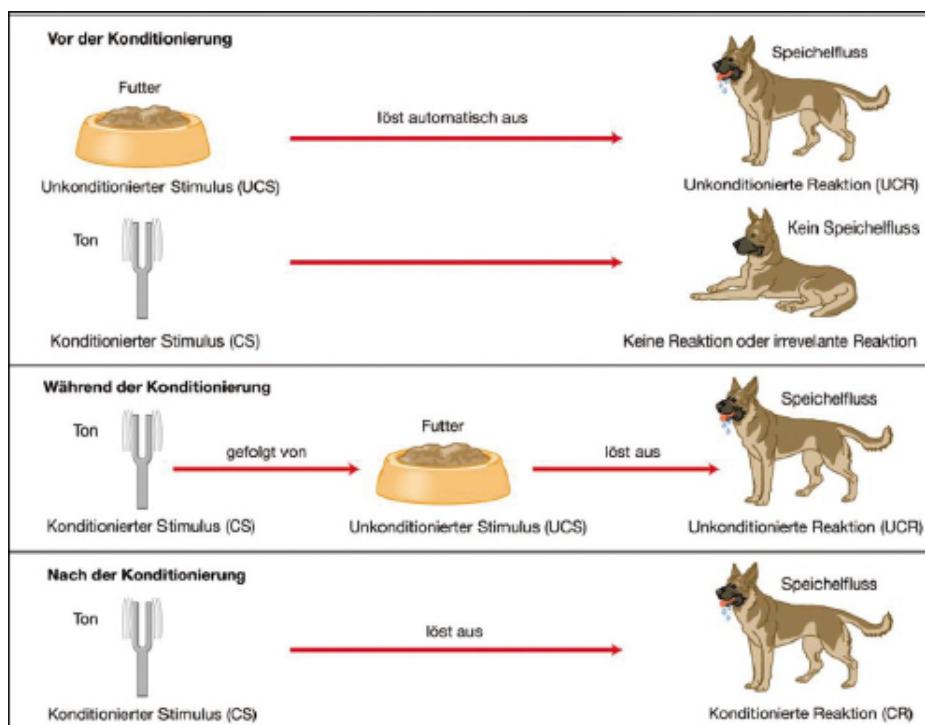 Vor der Konditionierung
Futter
Speichelfluss
löst automatisch aus
Unkonditionierter Stimulus (UCS)
Unkonditionierte Reaktion (UCR)
Ton
Kein Speichelfluss
Konditionierter Stimulus (CS)
Keine Reaktion oder irrevelante Reaktion
Während der Konditionierung
Ton
Futter
Speichelfluss
gefolgt von
löst aus
Konditionierter Stimulus (CS)
Unkonditionierter Stimulus (UCS)
Unkonditionierte Reaktion (UCR)
Nach der Konditionierung
Ton
Speichelfluss
löst aus
Konditionierter Stimulus (CS)
Konditionierte Reaktion (CR)